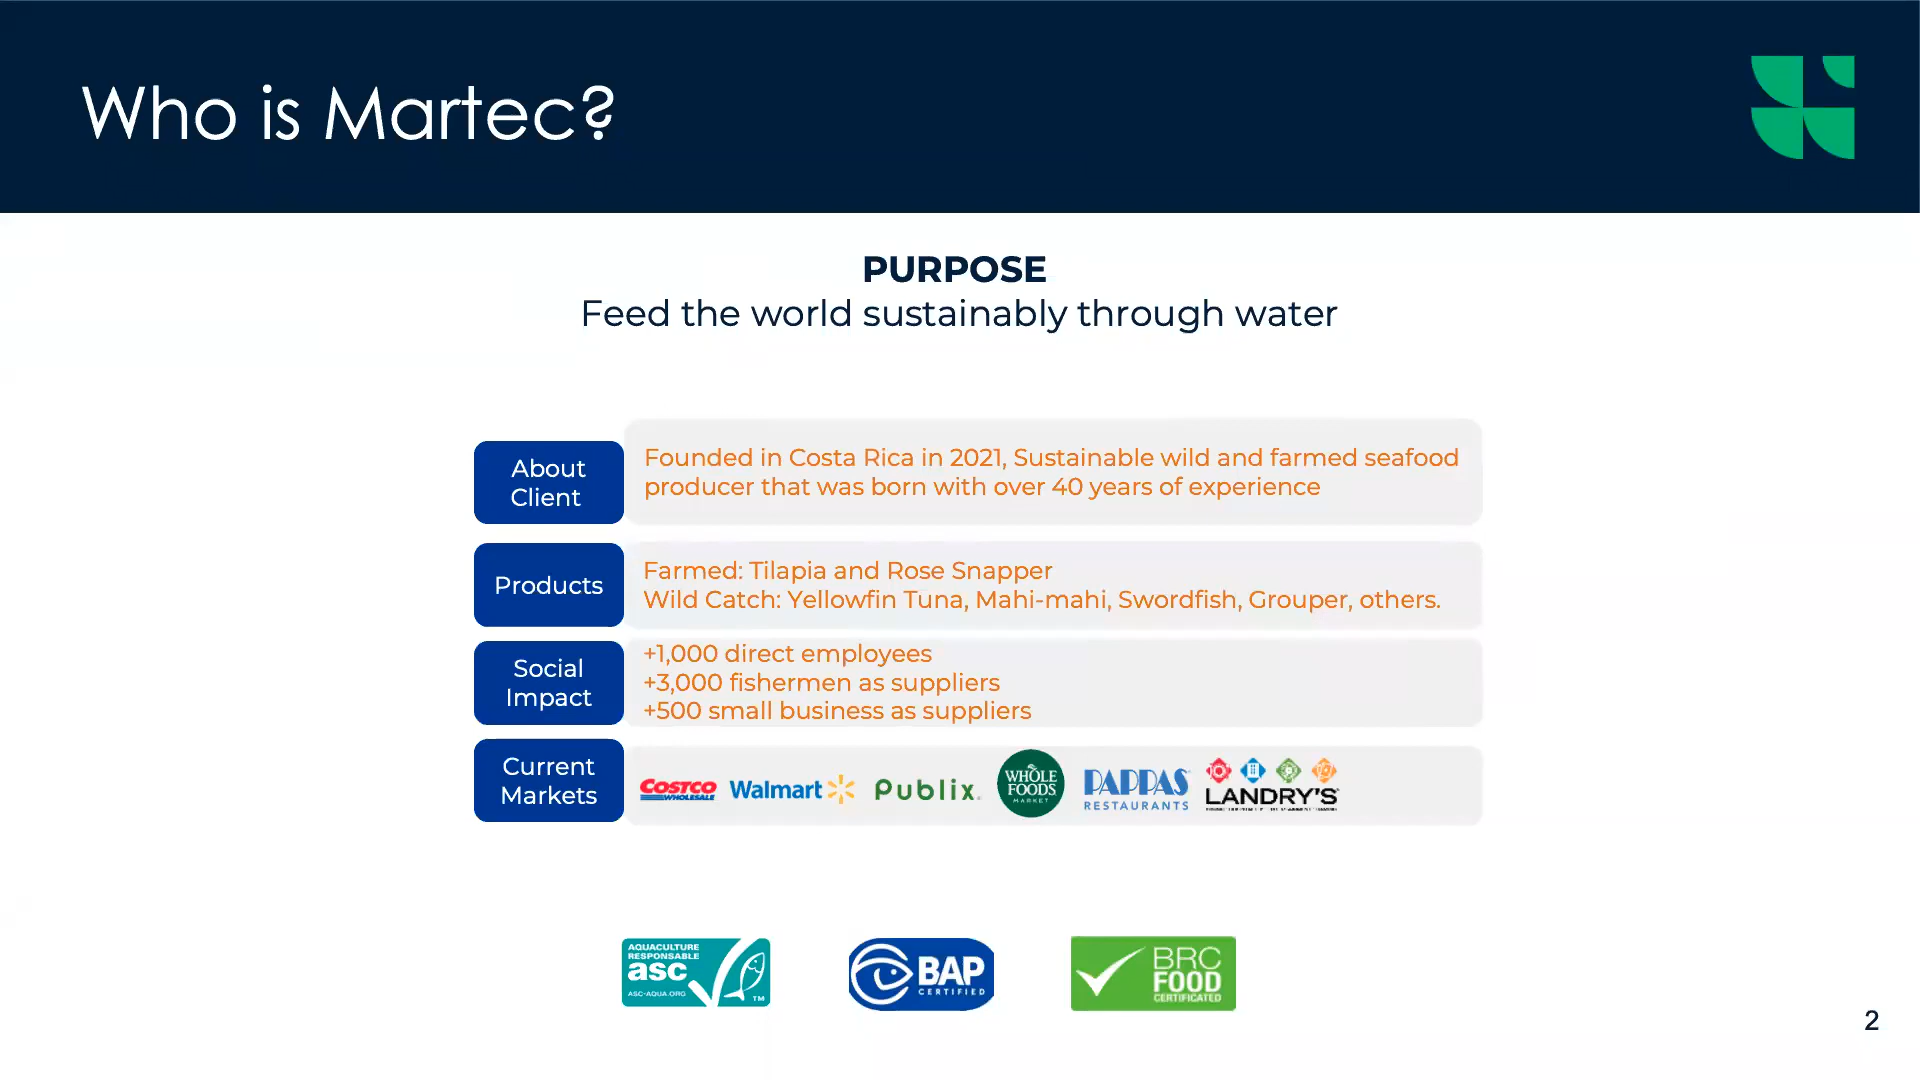 Who is Martec?
PURPOSE
Feed the world sustainably through water
About
Client
Founded in Costa Rica in 2021, Sustainable wild and farmed seafood
producer that was born with over 40 years of experience
Products
Farmed: Tilapia and Rose Snapper
Wild Catch: Yellowfin Tuna, Mahi-mahi, Swordfish, Grouper, others.
Social
Impact
+1,000 direct employees
+3,000 fishermen as suppliers
+500 small business as suppliers
Current
Markets
COSTCO
WHOLESALE
Walmart
Publix.
WHOLE
FOODS
MARKET
PAPPAS
RESTAURANTS
LANDRY'S
AQUACULTURE
RESPONSABLE
asc
ASC-AQUA.ORG
TM
BAP
CERTIFIED
BRC
FOOD
CERTIFICATED
2